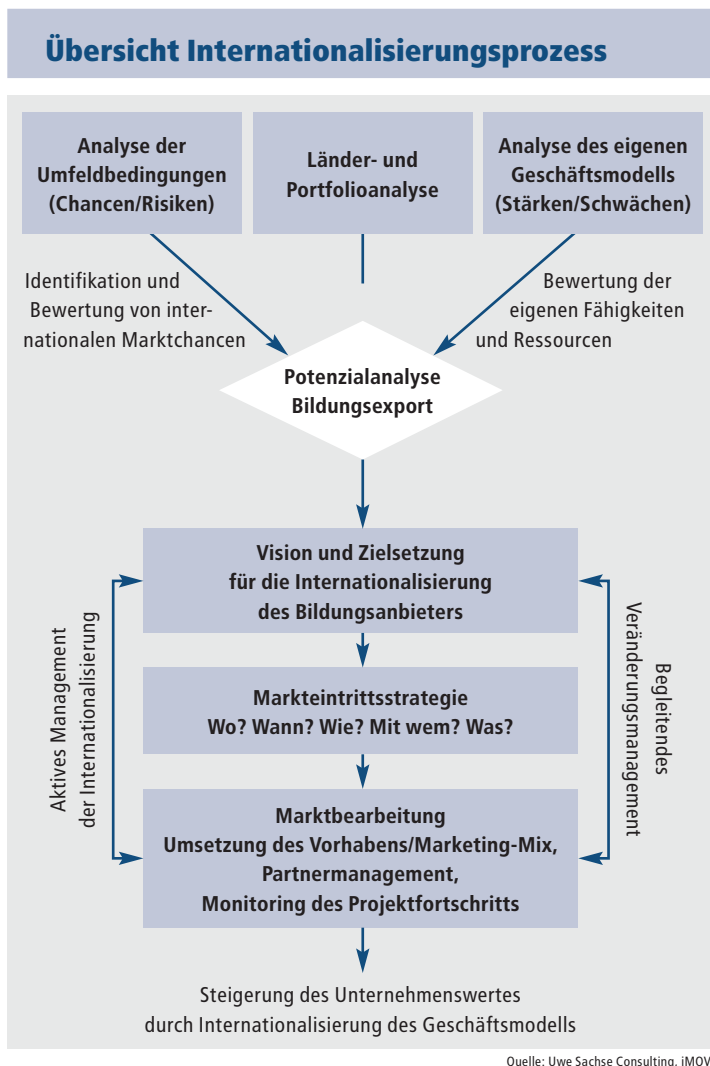 Übersicht Internationalisierungsprozess
Analyse der
Umfeldbedingungen
(Chancen/Risiken)
Länder- und
Portfolioanalyse
Analyse des eigenen
Geschäftsmodells
(Stärken/Schwächen)
Identifikation und
Bewertung von inter-
nationalen Marktchancen
Bewertung der
eigenen Fähigkeiten
und Ressourcen
Potenzialanalyse
Bildungsexport
Vision und Zielsetzung
für die Internationalisierung
des Bildungsanbieters
Aktives Management
der Internationalisierung
Begleitendes
Veränderungsmanagement
Markteintrittsstrategie
Wo? Wann? Wie? Mit wem? Was?
Marktbearbeitung
Umsetzung des Vorhabens/Marketing-Mix,
Partnermanagement,
Monitoring des Projektfortschritts
Steigerung des Unternehmenswertes
durch Internationalisierung des Geschäftsmodells
Quelle: Uwe Sachse Consulting, iMOV